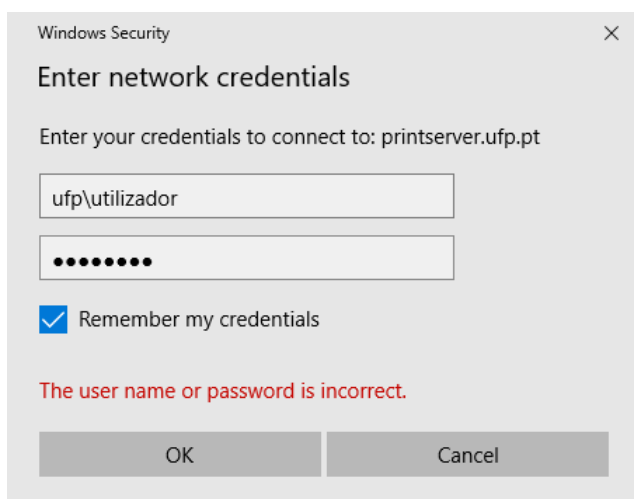 Windows Security
Enter network credentials
Enter your credentials to connect to: printserver.ufp.pt
ufp\utilizador
●●●●●●●●
Remember my credentials
The user name or password is incorrect.
OK
Cancel